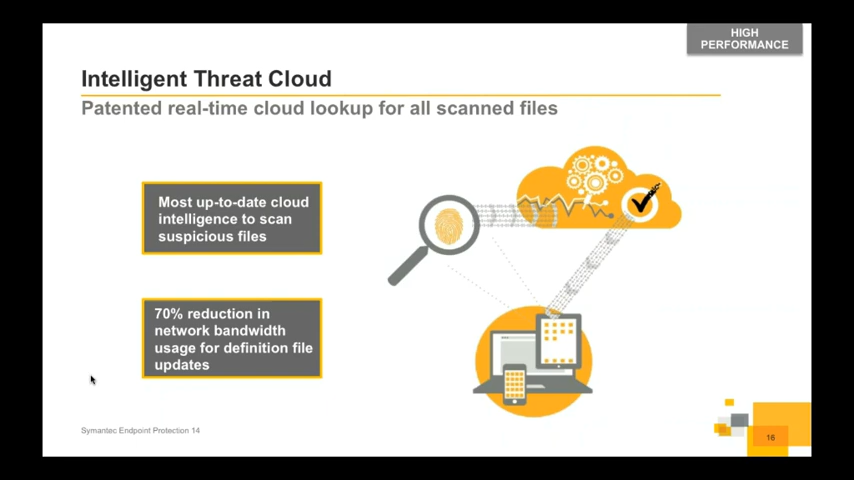 HIGH
PERFORMANCE
Intelligent Threat Cloud
Patented real-time cloud lookup for all scanned files
Most up-to-date cloud
intelligence to scan
suspicious files
70% reduction in
network bandwidth
usage for definition file
updates
Symantec Endpoint Protection 14
16